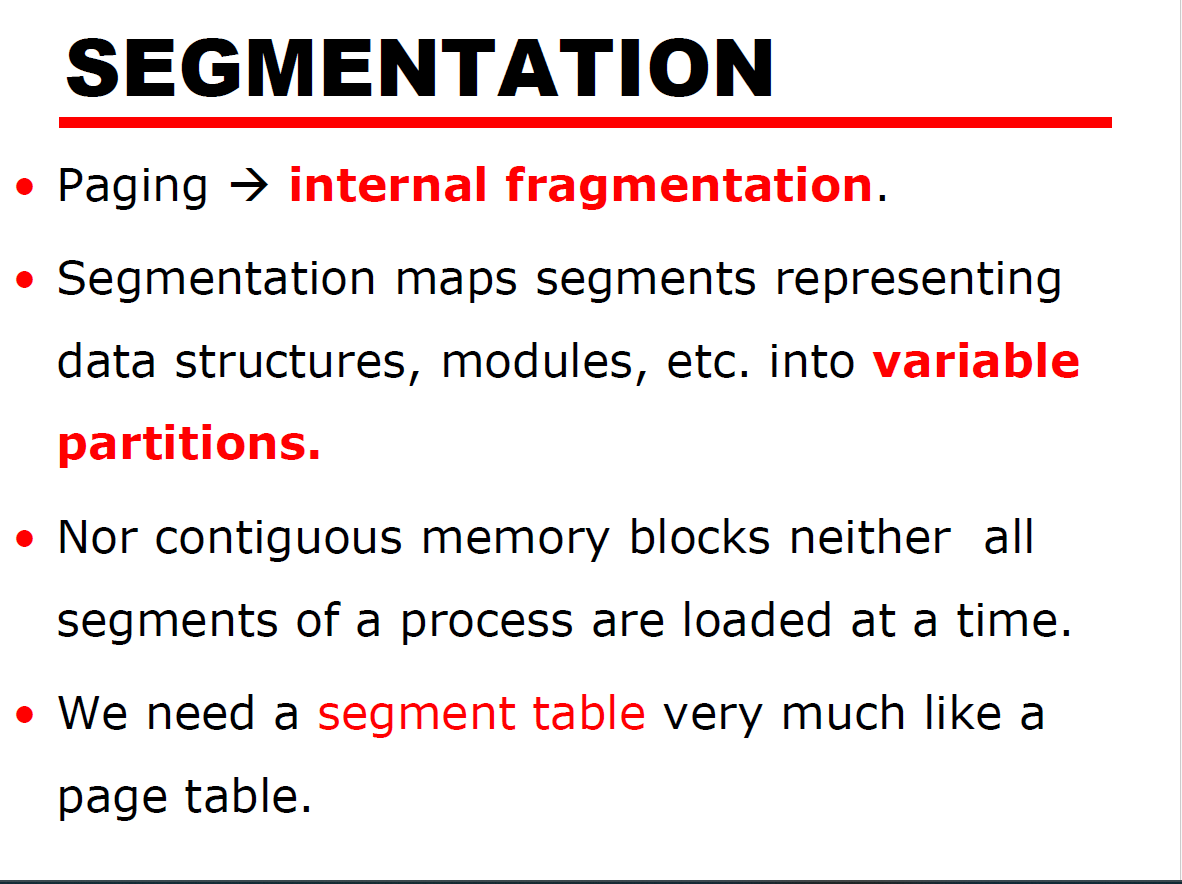 SEGMENTATION
• Paging → internal fragmentation.
• Segmentation maps segments representing
data structures, modules, etc. into variable
partitions.
• Nor contiguous memory blocks neither  all
segments of a process are loaded at a time.
• We need a segment table very much like a
page table.